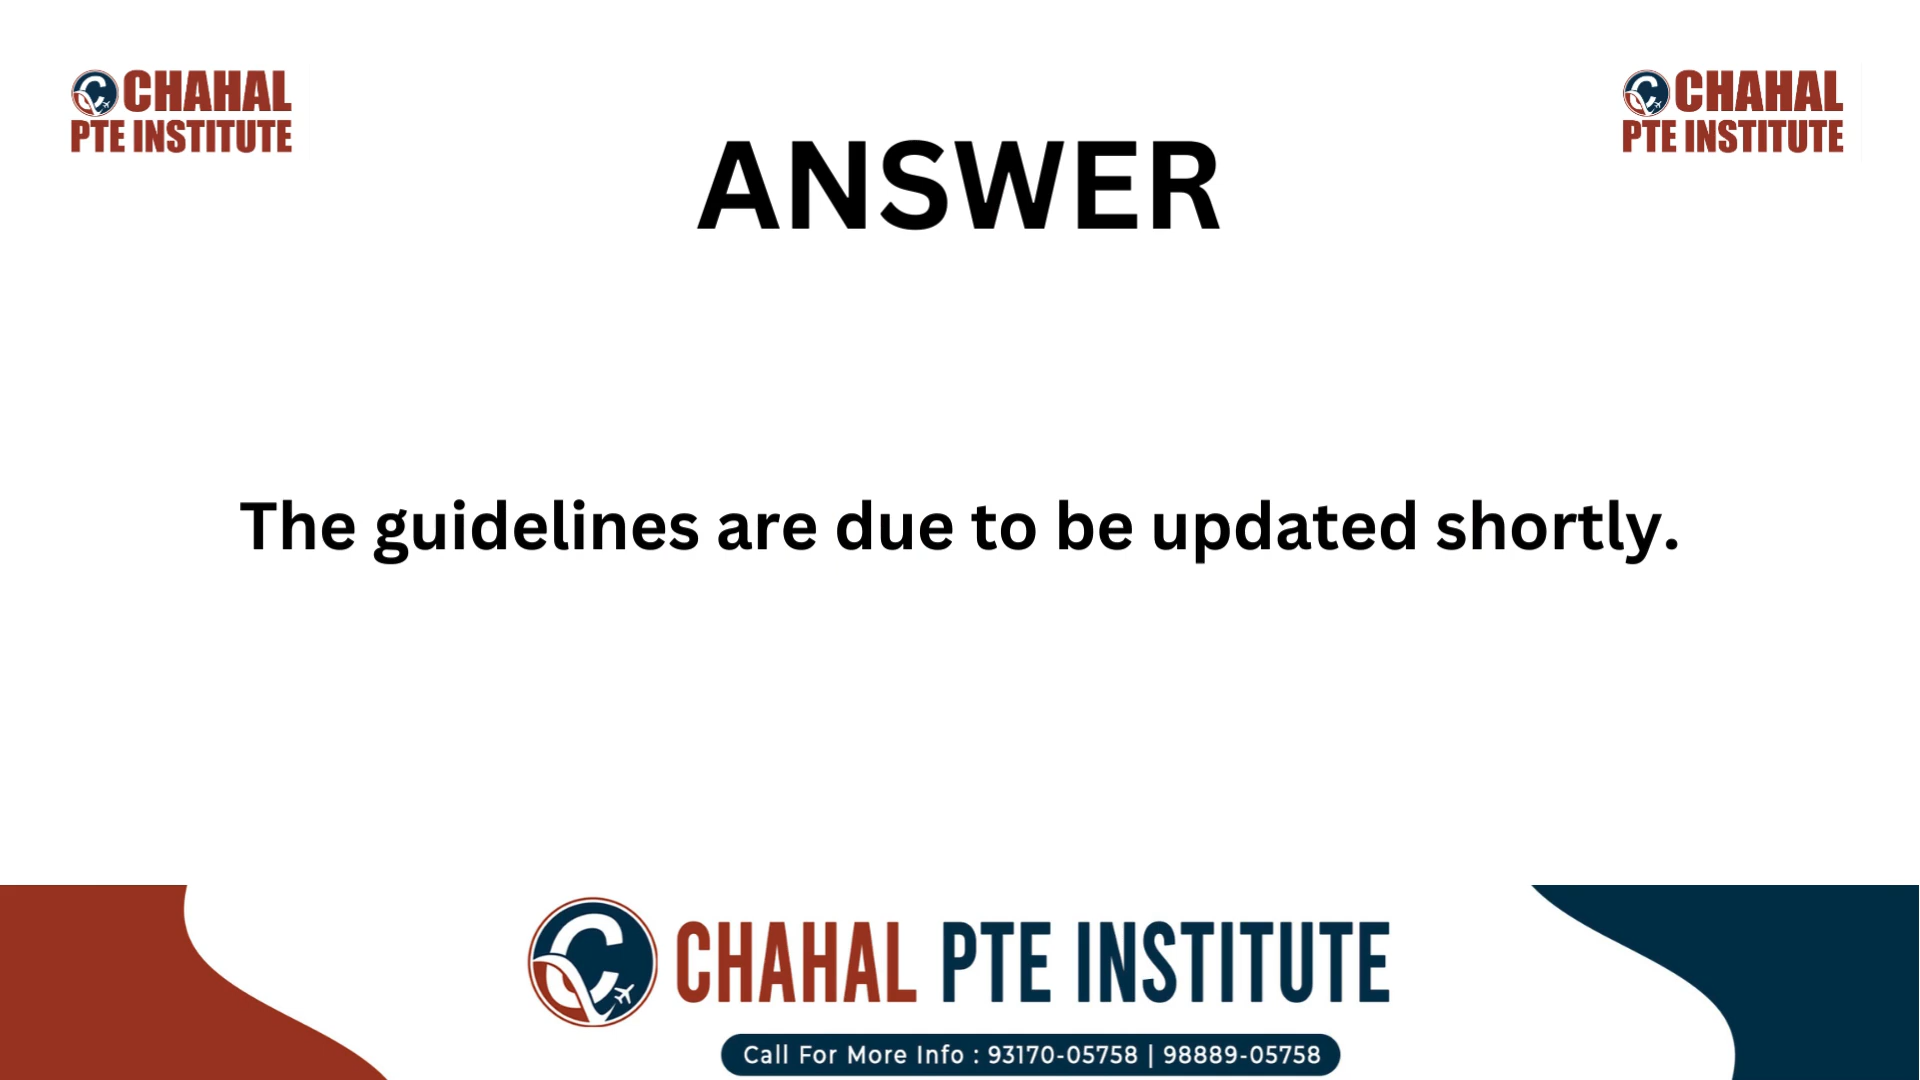 CHAHAL
PTE INSTITUTE
CHAHAL
PTE INSTITUTE
ANSWER
The guidelines are due to be updated shortly.
CHAHAL PTE INSTITUTE
Call For More Info : 93170-05758 | 98889-05758